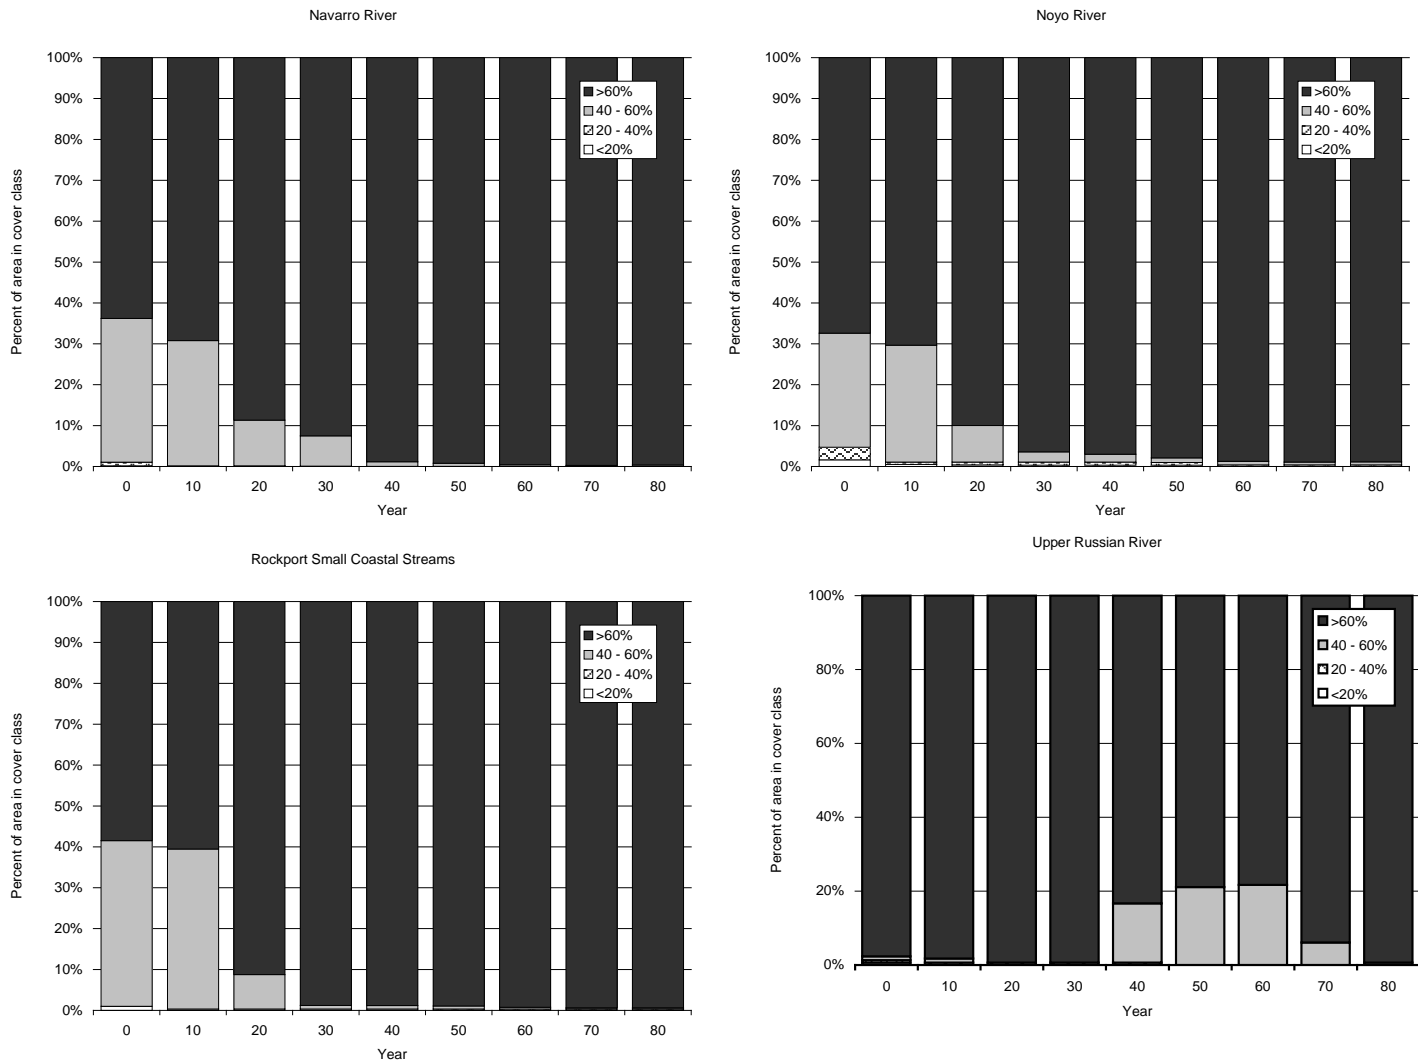 Navarro River
100%
90%
80%
70%
60%
50%
40%
30%
20%
10%
0%
Percent of area in cover class
>60%
40 - 60%
20 - 40%
<20%
0 10 20 30 40 50 60 70 80
Year
Noyo River
100%
90%
80%
70%
60%
50%
40%
30%
20%
10%
0%
Percent of area in cover class
>60%
40 - 60%
20 - 40%
<20%
0 10 20 30 40 50 60 70 80
Year
Rockport Small Coastal Streams
100%
90%
80%
70%
60%
50%
40%
30%
20%
10%
0%
Percent of area in cover class
>60%
40 - 60%
20 - 40%
<20%
0 10 20 30 40 50 60 70 80
Year
Upper Russian River
100%
80%
60%
40%
20%
0%
Percent of area in cover class
>60%
40 - 60%
20 - 40%
<20%
0 10 20 30 40 50 60 70 80
Year